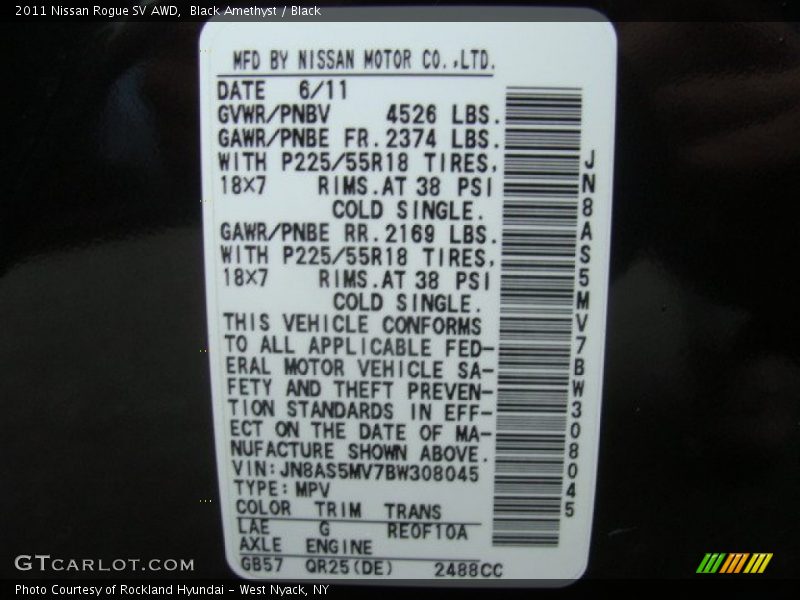 2011 Nissan Rogue SV AWD,  Black Amethyst / Black
MFD BY NISSAN MOTOR CO.,LTD.
DATE 6/11
GVWR/PNBV 4526 LBS.
GAWR/PNBE FR.2374 LBS.
WITH P225/55R18 TIRES,
18X7 RIMS.AT 38 PSI
COLD SINGLE.
GAWR/PNBE RR.2169 LBS.
WITH P225/55R18 TIRES,
18X7 RIMS.AT 38 PSI
COLD SINGLE.
THIS VEHICLE CONFORMS
TO ALL APPLICABLE FED-
ERAL MOTOR VEHICLE SA-
FETY AND THEFT PREVEN-
TION STANDARDS IN EFF-
ECT ON THE DATE OF MA-
NUFACTURE SHOWN ABOVE.
VIN:JN8AS5MV7BW308045
TYPE:MPV
COLOR TRIM TRANS
LAE G RE0F10A
AXLE ENGINE
GB57 QR25(DE) 2488CC
JN8AS5MV7BW308045
GTCARLOT.COM
Photo Courtesy of Rockland Hyundai - West Nyack, NY